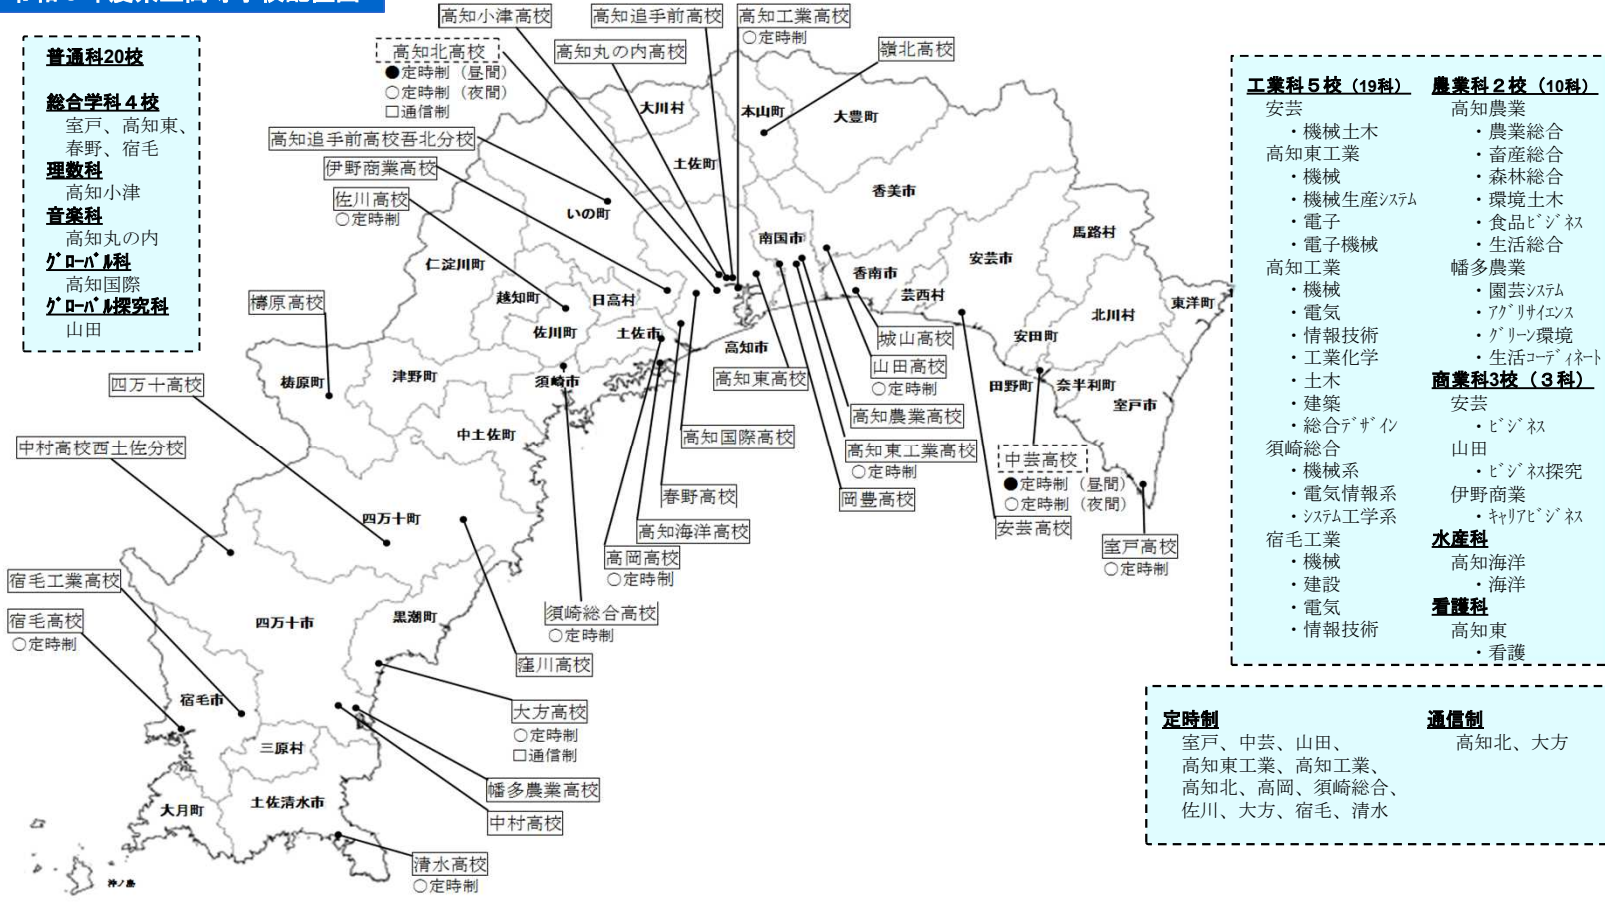 普通科20校
総合学科４校
室戸、高知東、
春野、宿毛
理数科
高知小津
音楽科
高知丸の内
ｸﾞﾛｰﾊﾞﾙ科
高知国際
ｸﾞﾛｰﾊﾞﾙ探究科
山田
高知小津高校
高知追手前高校
高知工業高校
○定時制
高知北高校
●定時制（昼間）
○定時制（夜間）
□通信制
高知丸の内高校
嶺北高校
高知追手前高校吾北分校
伊野商業高校
佐川高校
○定時制
檮原高校
四万十高校
中村高校西土佐分校
宿毛工業高校
宿毛高校
○定時制
大川村
本山町
大豊町
土佐町
香美市
いの町
南国市
馬路村
仁淀川町
香南市
安芸市
越知町
日高村
芸西村
東洋町
北川村
佐川町
土佐市
高知市
安田町
津野町
須崎市
梼原町
田野町
奈半利町
室戸市
中土佐町
四万十町
四万十市
黒潮町
宿毛市
三原村
大月町
土佐清水市
沖ノ島
城山高校
山田高校
○定時制
高知東高校
高知農業高校
高知国際高校
高知東工業高校
○定時制
中芸高校
●定時制（昼間）
○定時制（夜間）
春野高校
岡豊高校
安芸高校
高知海洋高校
室戸高校
○定時制
高岡高校
○定時制
須崎総合高校
○定時制
窪川高校
大方高校
○定時制
□通信制
幡多農業高校
中村高校
清水高校
○定時制
工業科５校（19科）
安芸
・機械土木
高知東工業
・機械
・機械生産ｼｽﾃﾑ
・電子
・電子機械
高知工業
・機械
・電気
・情報技術
・工業化学
・土木
・建築
・総合ﾃﾞｻﾞｲﾝ
須崎総合
・機械系
・電気情報系
・ｼｽﾃﾑ工学系
宿毛工業
・機械
・建設
・電気
・情報技術
農業科２校（10科）
高知農業
・農業総合
・畜産総合
・森林総合
・環境土木
・食品ﾋﾞｼﾞﾈｽ
・生活総合
幡多農業
・園芸ｼｽﾃﾑ
・ｱｸﾞﾘｻｲｴﾝｽ
・ｸﾞﾘｰﾝ環境
・生活ｺｰﾃﾞｨﾈｰﾄ
商業科3校（３科）
安芸
・ﾋﾞｼﾞﾈｽ
山田
・ﾋﾞｼﾞﾈｽ探究
伊野商業
・ｷｬﾘｱﾋﾞｼﾞﾈｽ
水産科
高知海洋
・海洋
看護科
高知東
・看護
定時制
室戸、中芸、山田、
高知東工業、高知工業、
高知北、高岡、須崎総合、
佐川、大方、宿毛、清水
通信制
高知北、大方